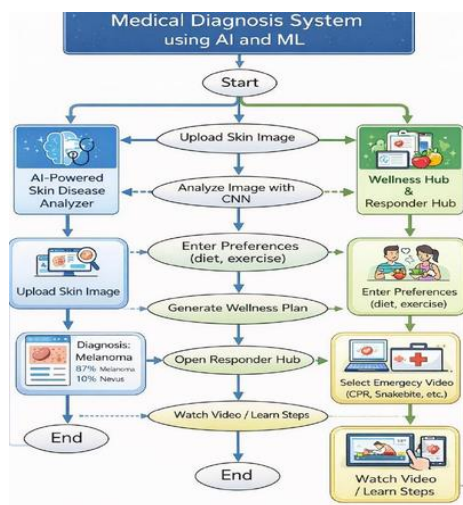 Medical Diagnosis System
using AI and ML
Start
AI-Powered
Skin Disease
Analyzer
Upload Skin Image
Wellness Hub
&
Responder Hub
Analyze Image with
CNN
Upload Skin Image
Enter Preferences
(diet, exercise)
Enter Preferences
(diet, exercise)
Generate Wellness Plan
Diagnosis:
Melanoma
87% Melanoma
10% Nevus
Open Responder Hub
Select Emergecy Video
(CPR, Snakebite, etc.)
Watch Video / Learn Steps
End
End
Watch Video
/ Learn Steps